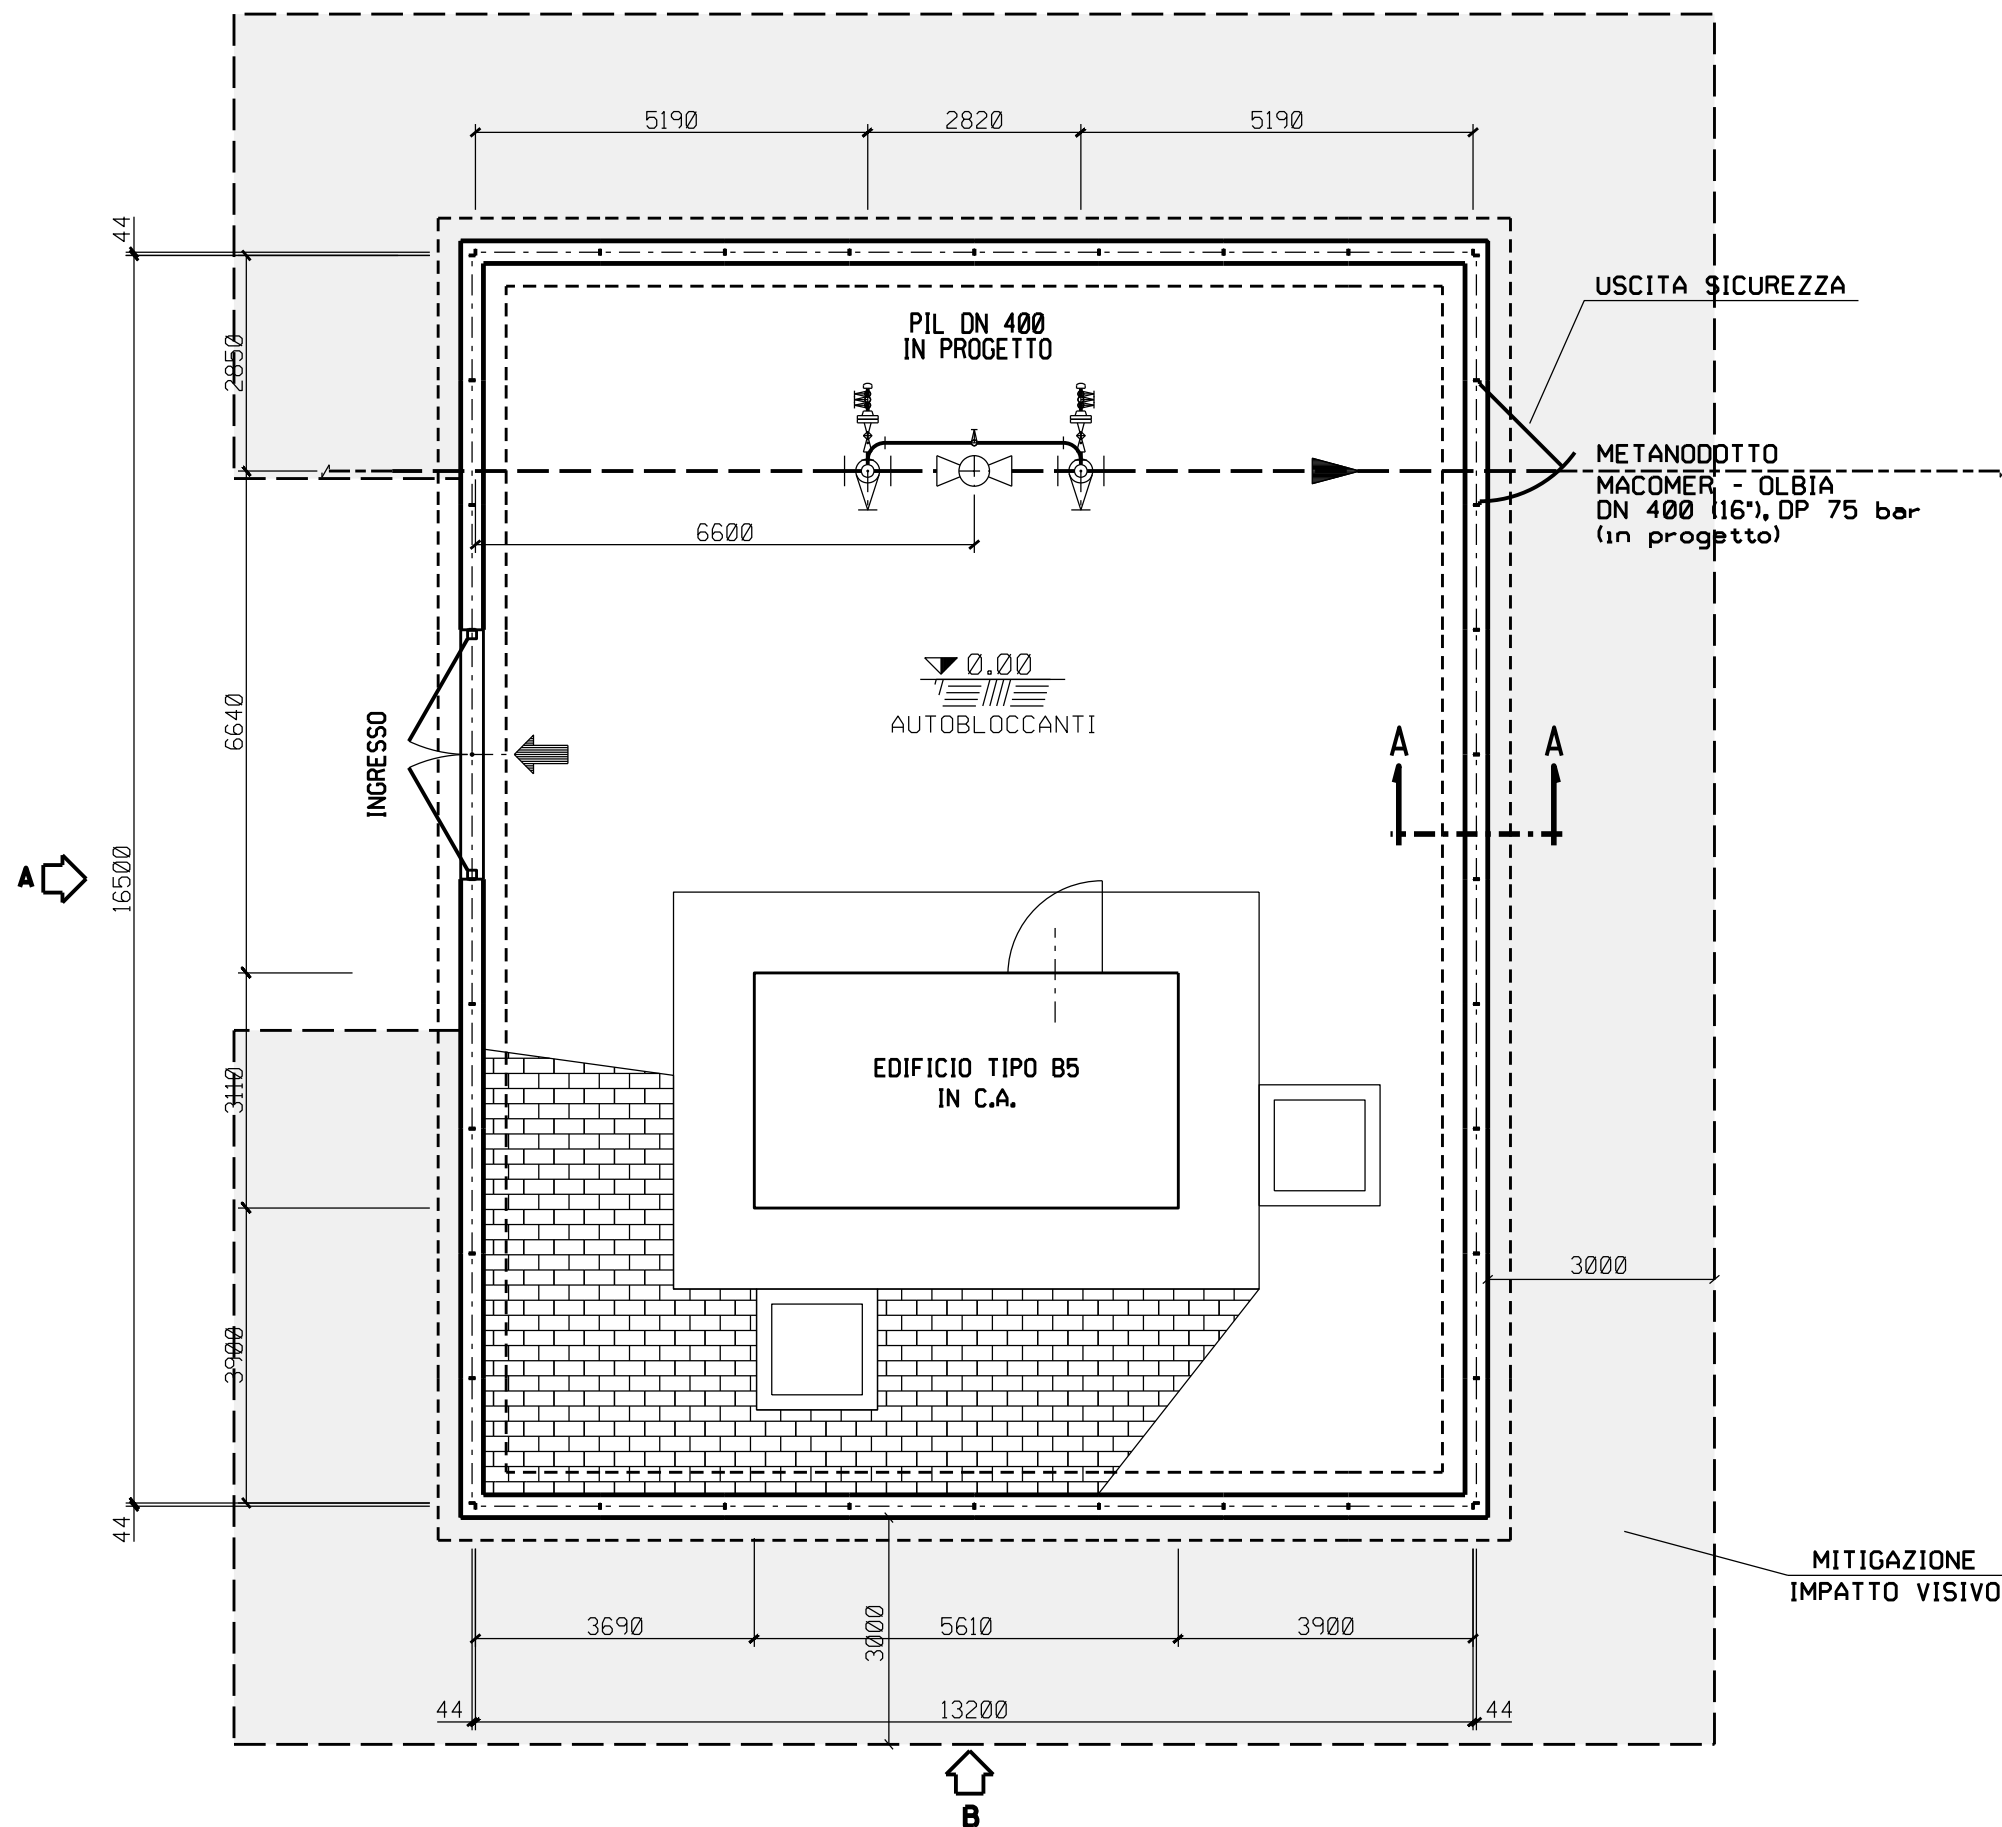 5190
2820
5190
44
USCITA SICUREZZA
PIL DN 400
IN PROGETTO
2850
METANODOTTO
MACOMER - OLBIA
DN 400 (16"), DP 75 bar
(in progetto)
6600
0.00
AUTOBLOCCANTI
6640
INGRESSO
A
A
16500
A
EDIFICIO TIPO B5
IN C.A.
3110
3000
3900
44
MITIGAZIONE
IMPATTO VISIVO
3690
3000
5610
3900
44
13200
44
B